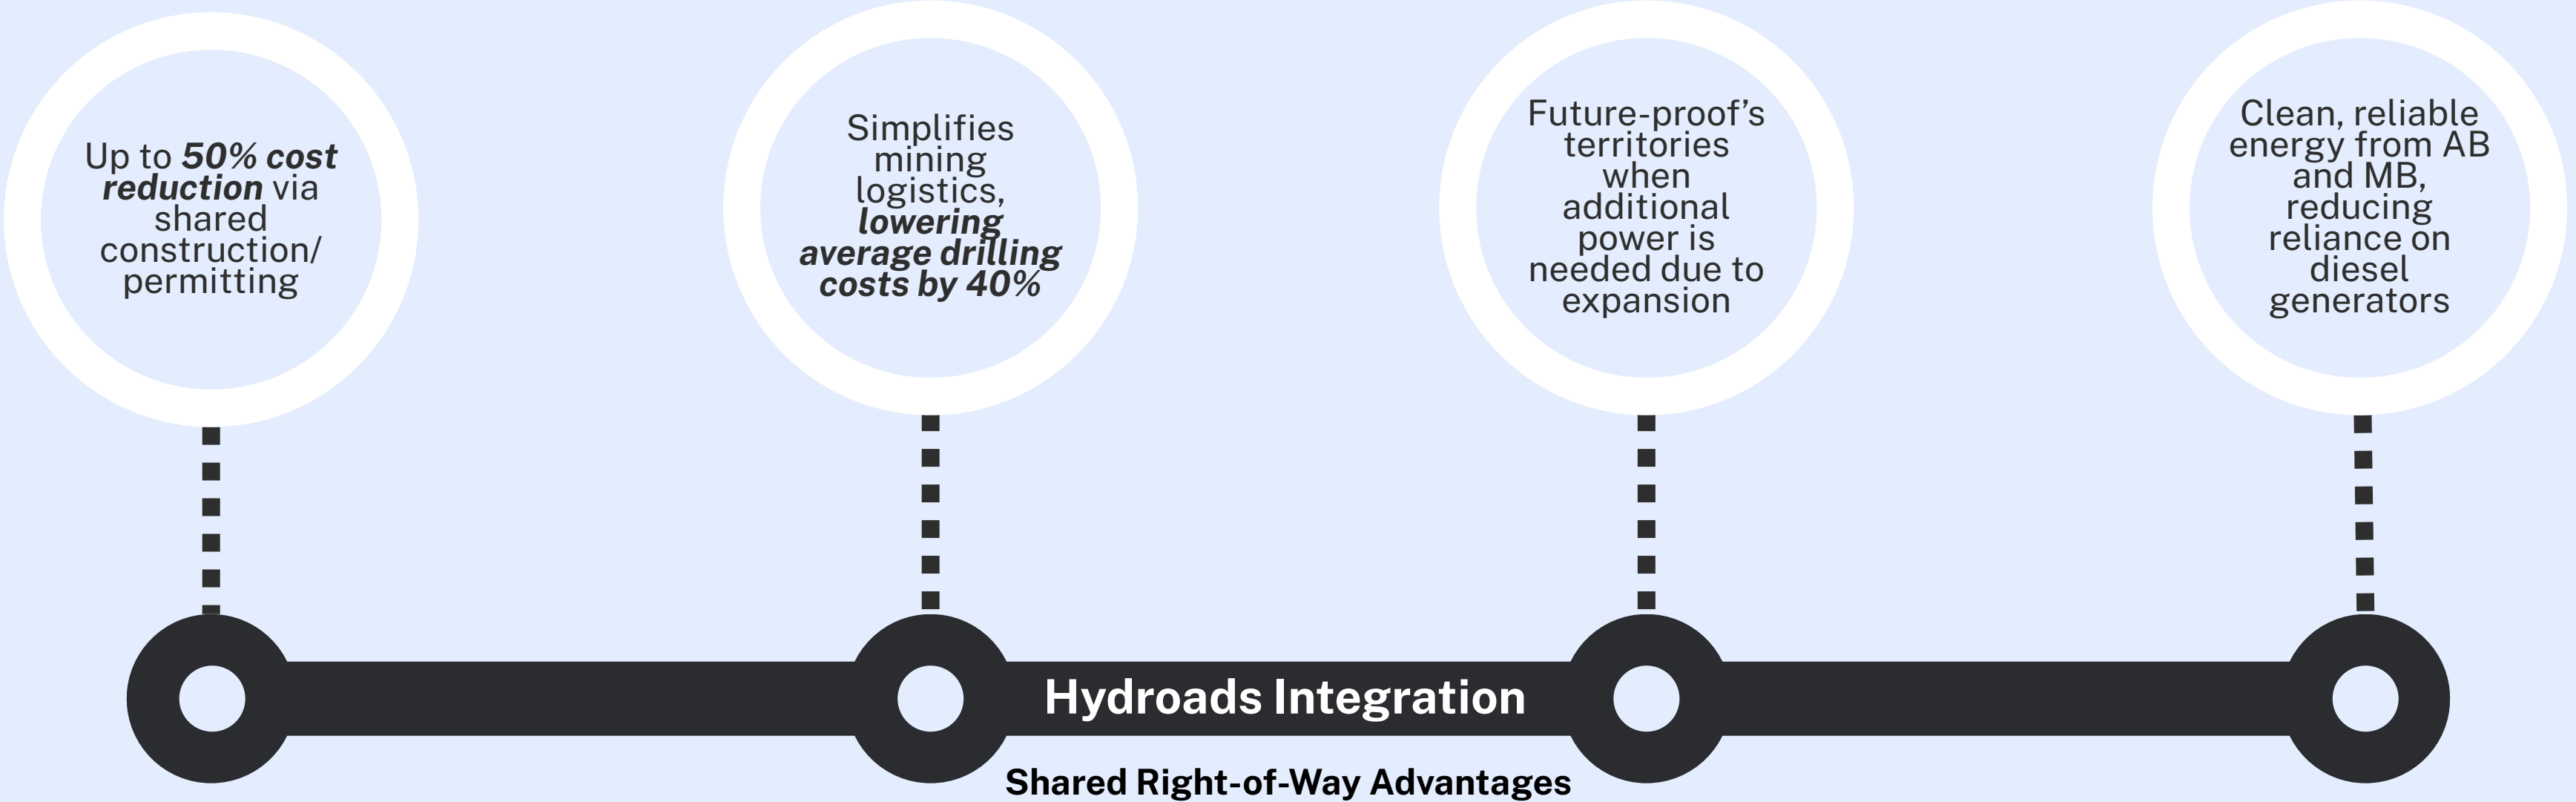 Up to 50% cost
reduction via
shared
construction/
permitting
Simplifies
mining
logistics,
lowering
average drilling
costs by 40%
Future-proof’s
territories
when
additional
power is
needed due to
expansion
Clean, reliable
energy from AB
and MB,
reducing
reliance on
diesel
generators
Hydroads Integration
Shared Right-of-Way Advantages